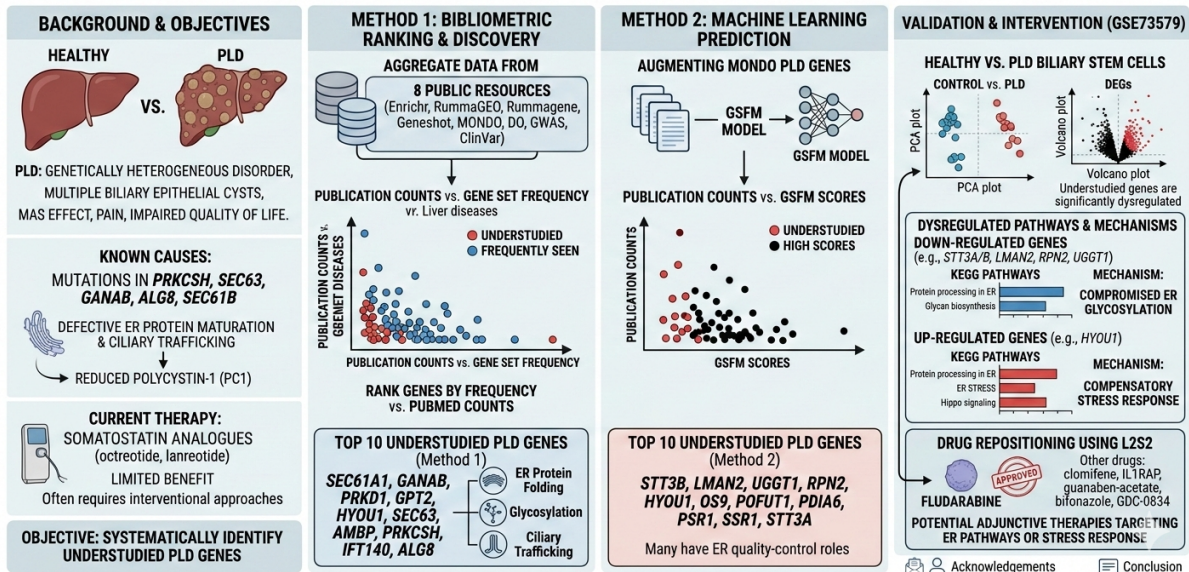 BACKGROUND & OBJECTIVES
HEALTHY
PLD
VS.
PLD: GENETICALLY HETEROGENEOUS DISORDER,
MULTIPLE BILIARY EPITHELIAL CYSTS,
MAS EFFECT, PAIN, IMPAIRED QUALITY OF LIFE.
KNOWN CAUSES:
MUTATIONS IN PRKCSH, SEC63,
GANAB, ALG8, SEC61B
DEFECTIVE ER PROTEIN MATURATION
& CILIARY TRAFFICKING
REDUCED POLYCYSTIN-1 (PC1)
CURRENT THERAPY:
SOMATOSTATIN ANALOGUES
(octreotide, lanreotide)
LIMITED BENEFIT
Often requires interventional approaches
OBJECTIVE: SYSTEMATICALLY IDENTIFY
UNDERSTUDIED PLD GENES
METHOD 1: BIBLIOMETRIC
RANKING & DISCOVERY
AGGREGATE DATA FROM
8 PUBLIC RESOURCES
(Enrichr, RummaGEO, Rummagene,
Geneshot, MONDO, DO, GWAS,
ClinVar)
PUBLICATION COUNTS vs. GENE SET FREQUENCY
vr. Liver diseases
UNDERSTUDIED
FREQUENTLY SEEN
PUBLICATION COUNTS v.
GBENET DISEASES
PUBLICATION COUNTS vs. GENE SET FREQUENCY
RANK GENES BY FREQUENCY
vs. PUBMED COUNTS
TOP 10 UNDERSTUDIED PLD GENES
(Method 1)
SEC61A1, GANAB,
PRKD1, GPT2,
HYOU1, SEC63,
AMBP, PRKCSH,
IFT140, ALG8
ER Protein
Folding
Glycosylation
Ciliary
Trafficking
METHOD 2: MACHINE LEARNING
PREDICTION
AUGMENTING MONDO PLD GENES
GSFM
MODEL
GSFM MODEL
PUBLICATION COUNTS vs. GSFM SCORES
UNDERSTUDIED
HIGH SCORES
PUBLICATION COUNTS
GSFM SCORES
TOP 10 UNDERSTUDIED PLD GENES
(Method 2)
STT3B, LMAN2, UGGT1, RPN2,
HYOU1, OS9, POFUT1, PDIA6,
PSR1, SSR1, STT3A
Many have ER quality-control roles
VALIDATION & INTERVENTION (GSE73579)
HEALTHY VS. PLD BILIARY STEM CELLS
CONTROL vs. PLD
DEGs
PCA plot
PCA plot
Volcano plot
Volcano plot
Understudied genes are
significantly dysregulated
DYSREGULATED PATHWAYS & MECHANISMS
DOWN-REGULATED GENES
(e.g., STT3A/B, LMAN2, RPN2, UGGT1)
KEGG PATHWAYS
Protein processing in ER
Glycan biosynthesis
MECHANISM:
COMPROMISED ER
GLYCOSYLATION
UP-REGULATED GENES (e.g., HYOU1)
KEGG PATHWAYS
Protein processing in ER
ER STRESS
Hippo signaling
MECHANISM:
COMPENSATORY
STRESS RESPONSE
DRUG REPOSITIONING USING L2S2
FLUDARABINE
APPROVED
Other drugs:
clomifene, IL1RAP,
guanaben-acetate,
bifonazole, GDC-0834
POTENTIAL ADJUNCTIVE THERAPIES TARGETING
ER PATHWAYS OR STRESS RESPONSE
Acknowledgements
Conclusion